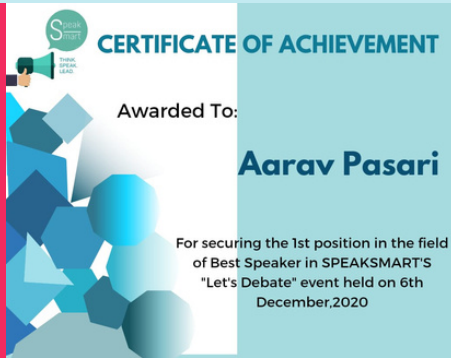 Speak
Smart
THINK.
SPEAK.
LEAD.
CERTIFICATE OF ACHIEVEMENT
Awarded To:
Aarav Pasari
For securing the 1st position in the field
of Best Speaker in SPEAKSMART'S
"Let's Debate" event held on 6th
December,2020